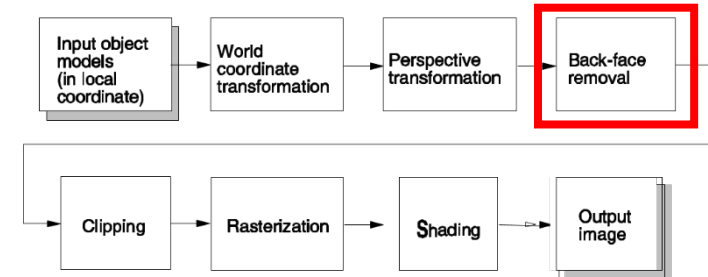 Input object
models
(in local
coordinate)
World
coordinate
transformation
Perspective
transformation
Back-face
removal
Clipping
Rasterization
Shading
Output
image